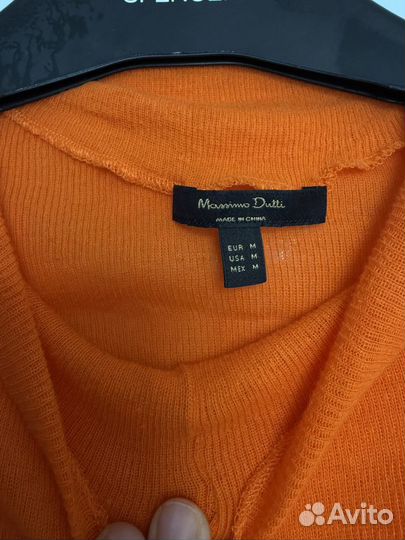 Massimo Dutti
MADE IN CHINA
EUR M
USA M
MEX M
Avito